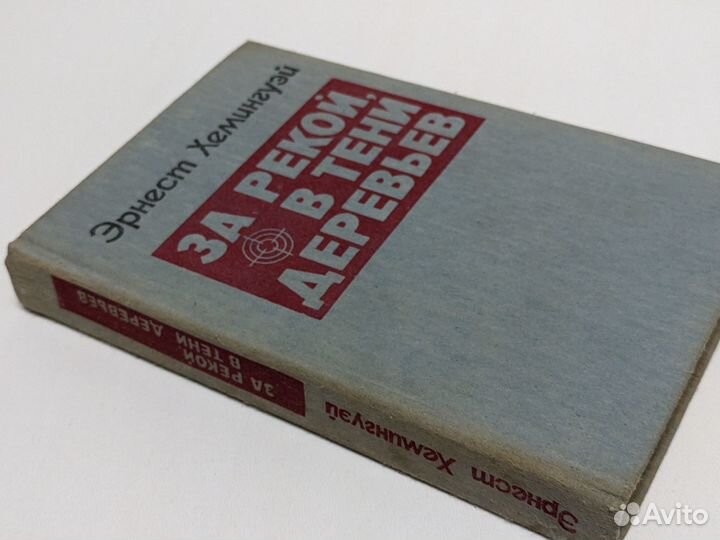 Эрнест Хемингуэй
ЗА РЕКОЙ,
В ТЕНИ
ДЕРЕВЬЕВ
ЗА РЕКОЙ,
В ТЕНИ ДЕРЕВЬЕВ
Эрнест Хемингуэй
Avito